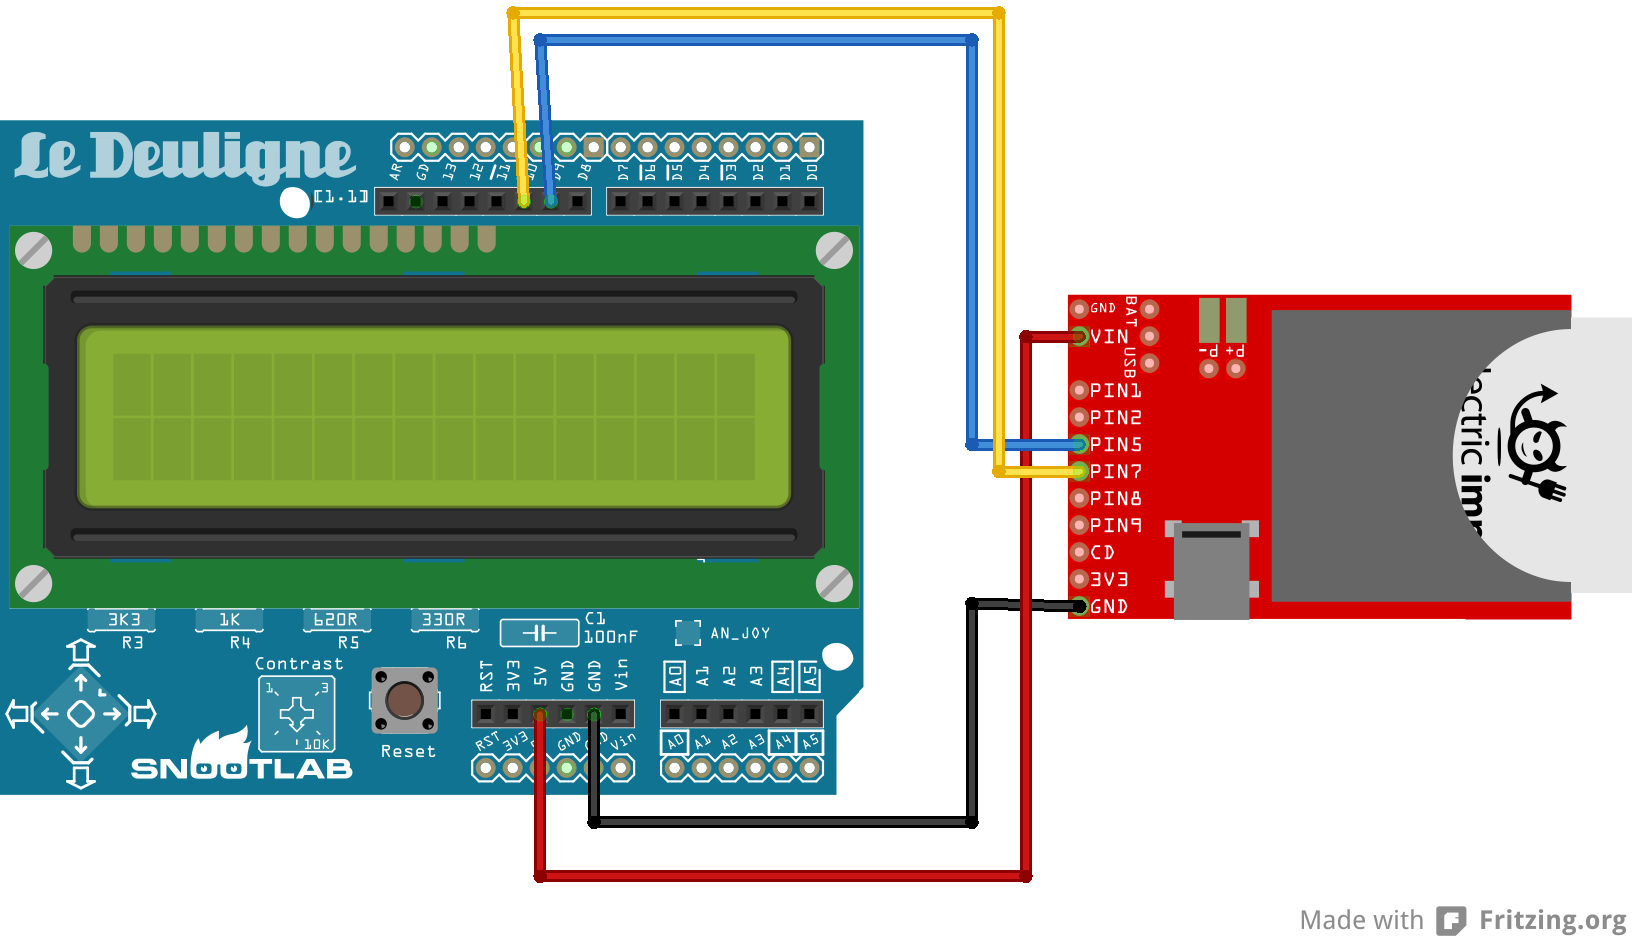 Le Deuligne
AR GD 13 12 11 10 D9 D8 D7 D6 D5 D4 D3 D2 D1 D0
[1.1]
GND
BAT
VIN
USB
P- P+
PIN1
PIN2
PIN5
PIN7
PIN8
PIN9
CD
3V3
GND
lectric imp
3K3 1K 620R 330R
R3 R4 R5 R6
C1
100nF
AN_JOY
Contrast
1 3
10K
Reset
SNOOTLAB
RST 3V3 5V GND GND Vin A0 A1 A2 A3 A4 A5
RST 3V3 GND Vin A0 A1 A2 A3 A4 A5
Made with Fritzing.org